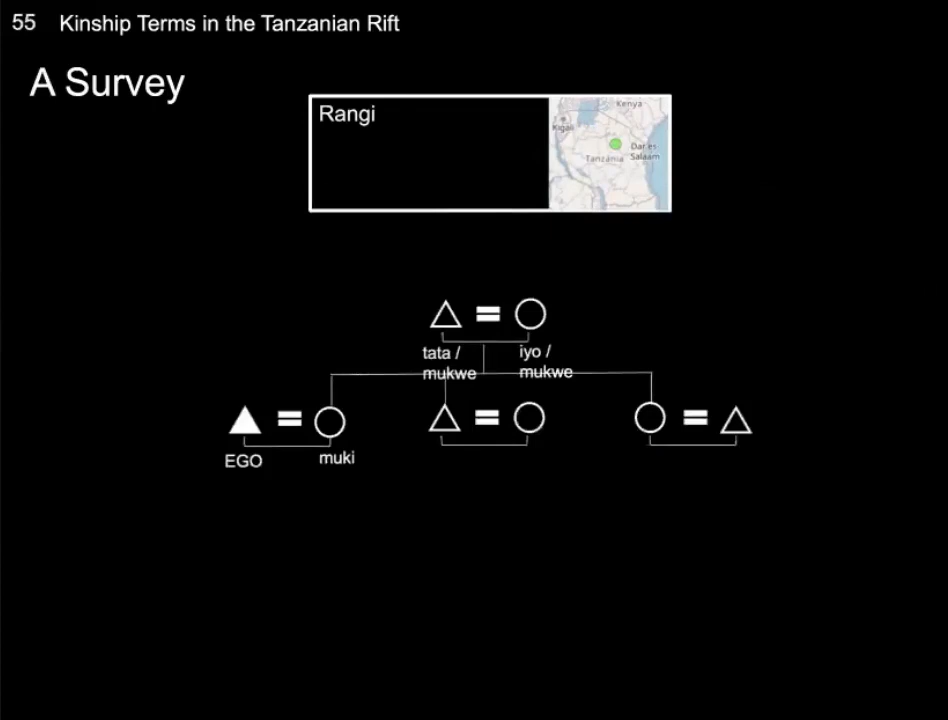 55 Kinship Terms in the Tanzanian Rift
A Survey
Rangi
Kenya
Kigali
Dar es
Salaam
Tanzania
tata /
mukwe
iyo /
mukwe
EGO
muki